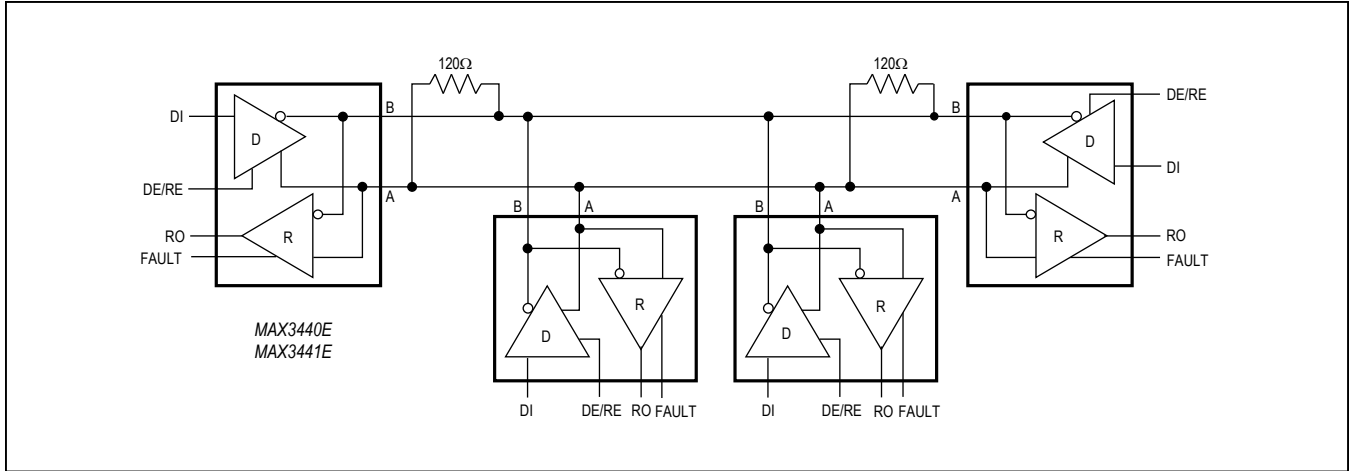 120Ω
120Ω
DI
B
D
DE/RE
A
R
RO
FAULT
MAX3440E
MAX3441E
B
DE/RE
D
DI
A
R
RO
FAULT
B
A
D
R
DI
DE/RE
RO
FAULT
B
A
D
R
DI
DE/RE
RO
FAULT